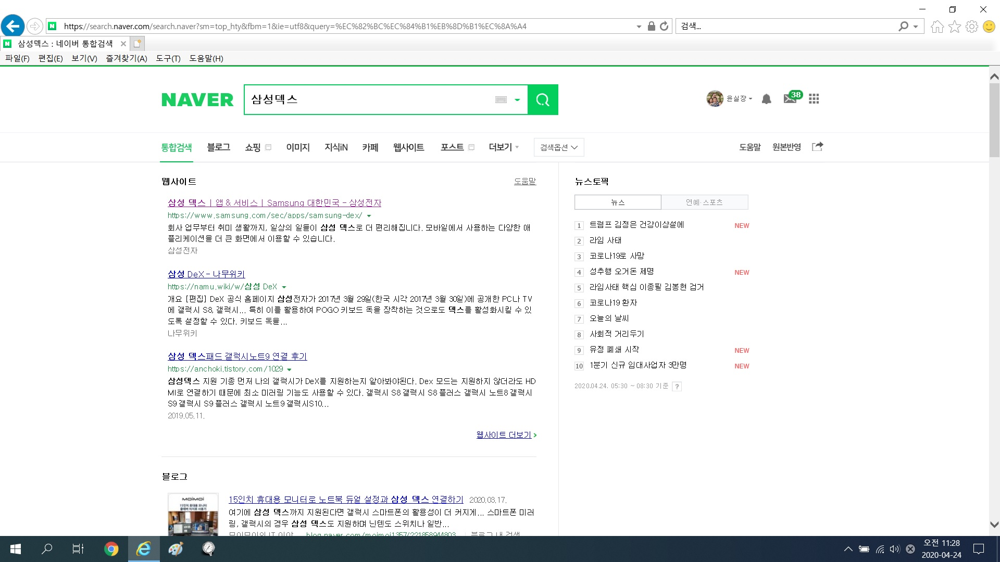 https://search.naver.com/search.naver?sm=top_hty&fbm=1&ie=utf8&query=%EC%82%BC%EC%84%B1%EB%8D%B1%EC%8A%A4
검색...
삼성덱스 : 네이버 통합검색
파일(F) 편집(E) 보기(V) 즐겨찾기(A) 도구(T) 도움말(H)
NAVER
삼성덱스
윤실장
38
통합검색 블로그 쇼핑 이미지 지식iN 카페 웹사이트 포스트 더보기 검색옵션 도움말 원본반영
웹사이트
도움말
삼성 덱스 | 앱 & 서비스 | Samsung 대한민국 - 삼성전자
https://www.samsung.com/sec/apps/samsung-dex/
회사 업무부터 취미 생활까지, 일상의 일들이 삼성 덱스로 더 편리해집니다. 모바일에서 사용하는 다양한 애
플리케이션을 더 큰 화면에서 이용할 수 있습니다.
삼성전자
삼성 DeX - 나무위키
https://namu.wiki/w/삼성 DeX
개요 [편집] DeX 공식 홈페이지 삼성전자가 2017년 3월 29일(한국 시각 2017년 3월 30일)에 공개한 PC나 TV
에 갤럭시 S8, 갤럭시... 특히 이를 활용하여 POGO 키보드 독을 장착하는 것으로도 덱스를 활성화시킬 수 있
도록 설정할 수 있다. 키보드 독을...
나무위키
삼성 덱스패드 갤럭시노트9 연결 후기
https://anchoki.tistory.com/1029
삼성덱스 지원 기종 먼저 나의 갤럭시가 DeX를 지원하는지 알아봐야된다. Dex 모드는 지원하지 않더라도 HD
MI로 연결하기 때문에 최소 미러링 기능도 사용할 수 있다. 갤럭시 S8 갤럭시 S8 플러스 갤럭시 노트8 갤럭시
S9 갤럭시 S9 플러스 갤럭시 노트9 갤럭시S10...
2019.05.11.
웹사이트 더보기
블로그
MOIMOI
15인치 휴대용 모니터
15인치 휴대용 모니터로 노트북 듀얼 설정과 삼성 덱스 연결하기 2020.03.17.
여기에 삼성 덱스까지 지원된다면 갤럭시 스마트폰의 활용성이 더 커지게... 스마트폰 미러
링, 갤럭시의 경우 삼성 덱스도 지원하며 닌텐도 스위치나 일반...
모이모이의 IT 이야... blog.naver.com/moimoi1357/221858944803 블로그 내 검색
뉴스토픽
뉴스 연예·스포츠
1 트럼프 김정은 건강이상설에 NEW
2 라임 사태
3 코로나19로 사망
4 성추행 오거돈 제명 NEW
5 라임사태 핵심 이종필 김봉현 검거
6 코로나19 환자
7 오늘의 날씨
8 사회적 거리두기
9 유정 폐쇄 시작 NEW
10 1분기 신규 임대사업자 3만명 NEW
2020.04.24. 05:30 ~ 08:30 기준 ?
오전 11:28
2020-04-24